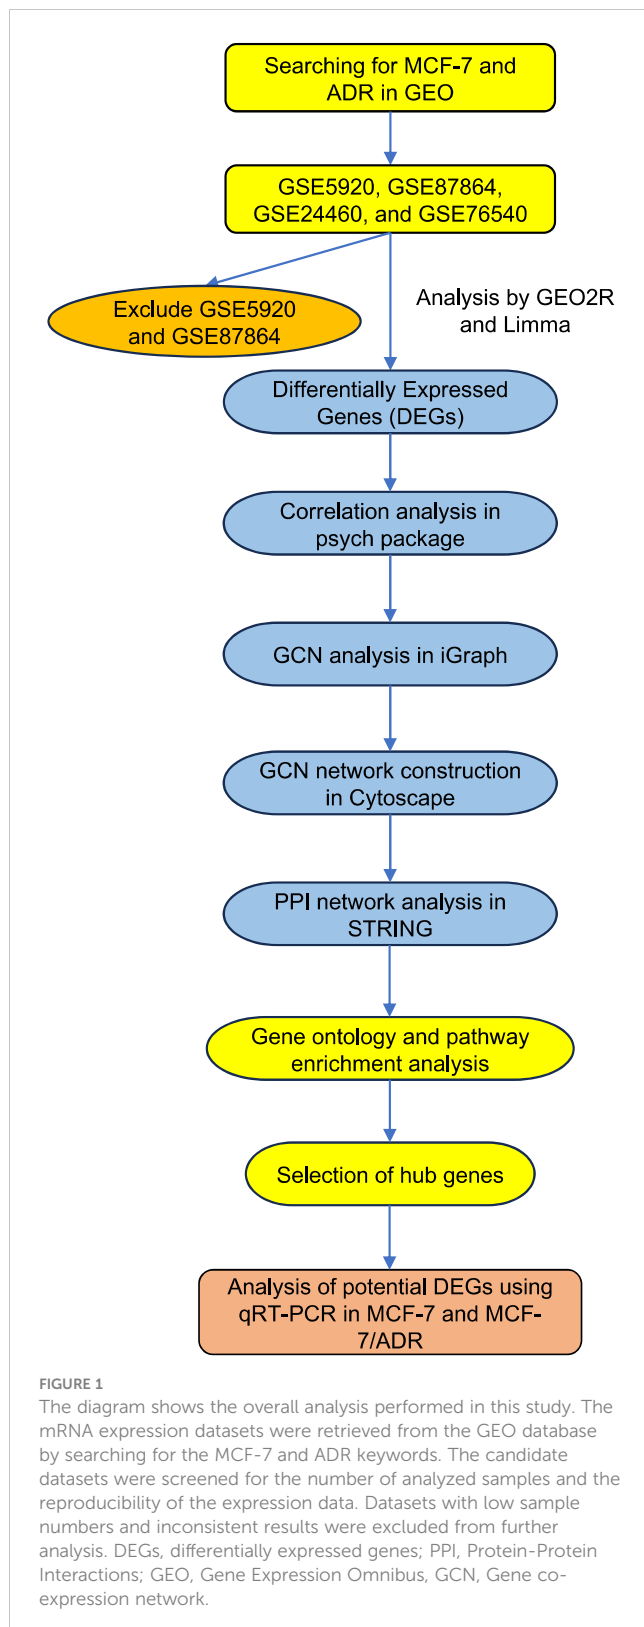 Searching for MCF-7 and
ADR in GEO
GSE5920, GSE87864,
GSE24460, and GSE76540
Exclude GSE5920
and GSE87864
Analysis by GEO2R
and Limma
Differentially Expressed
Genes (DEGs)
Correlation analysis in
psych package
GCN analysis in iGraph
GCN network construction
in Cytoscape
PPI network analysis in
STRING
Gene ontology and pathway
enrichment analysis
Selection of hub genes
Analysis of potential DEGs using
qRT-PCR in MCF-7 and MCF-
7/ADR
FIGURE 1
The diagram shows the overall analysis performed in this study. The
mRNA expression datasets were retrieved from the GEO database
by searching for the MCF-7 and ADR keywords. The candidate
datasets were screened for the number of analyzed samples and the
reproducibility of the expression data. Datasets with low sample
numbers and inconsistent results were excluded from further
analysis. DEGs, differentially expressed genes; PPI, Protein-Protein
Interactions; GEO, Gene Expression Omnibus, GCN, Gene co-
expression network.